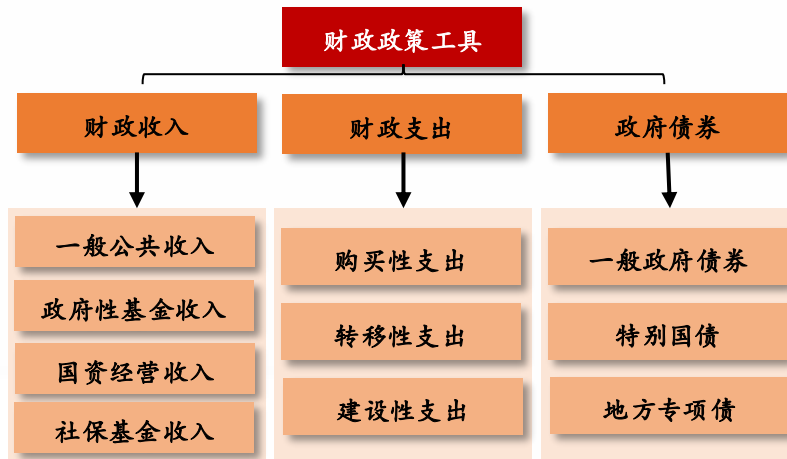 财政政策工具
财政收入
财政支出
政府债券
一般公共收入
政府性基金收入
国资经营收入
社保基金收入
购买性支出
转移性支出
建设性支出
一般政府债券
特别国债
地方专项债